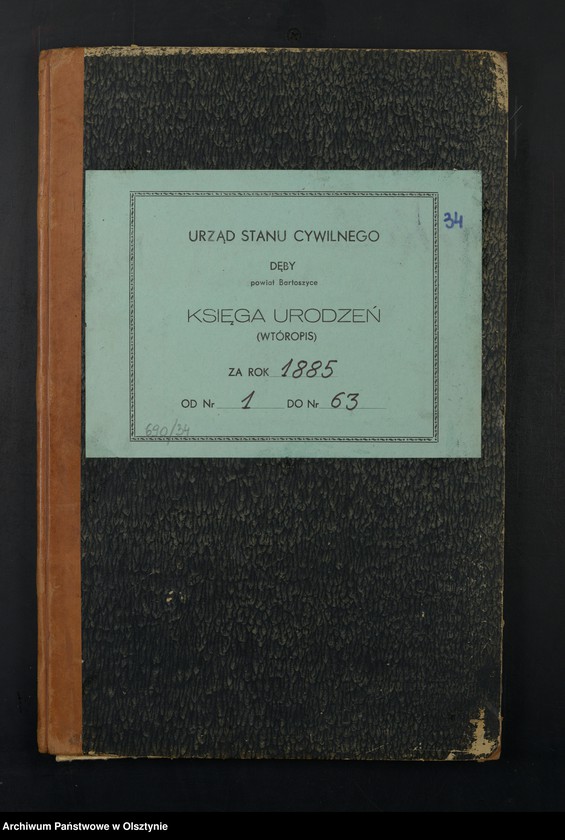 34
URZĄD STANU CYWILNEGO
DĘBY
powiat Bartoszyce
KSIĘGA URODZEŃ
(WTÓROPIS)
ZA ROK 1885
OD Nr 1 DO Nr 63
690/34
Archiwum Państwowe w Olsztynie